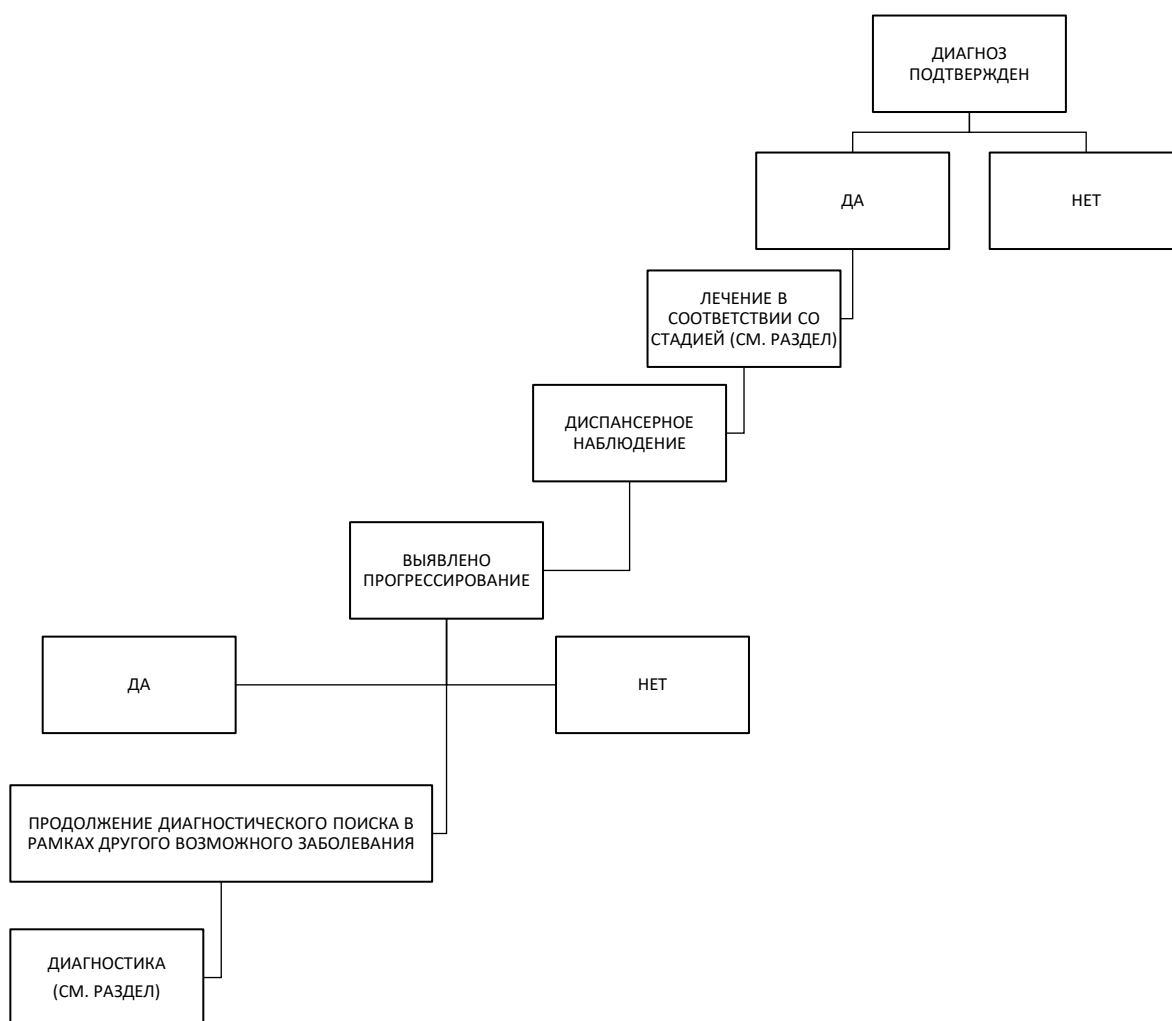 ДИАГНОЗ
ПОДТВЕРЖДЕН
ДА
НЕТ
ЛЕЧЕНИЕ В
СООТВЕТСТВИИ СО
СТАДИЕЙ (СМ. РАЗДЕЛ)
ДИСПАНСЕРНОЕ
НАБЛЮДЕНИЕ
ВЫЯВЛЕНО
ПРОГРЕССИРОВАНИЕ
ДА
НЕТ
ПРОДОЛЖЕНИЕ ДИАГНОСТИЧЕСКОГО ПОИСКА В
РАМКАХ ДРУГОГО ВОЗМОЖНОГО ЗАБОЛЕВАНИЯ
ДИАГНОСТИКА
(СМ. РАЗДЕЛ)